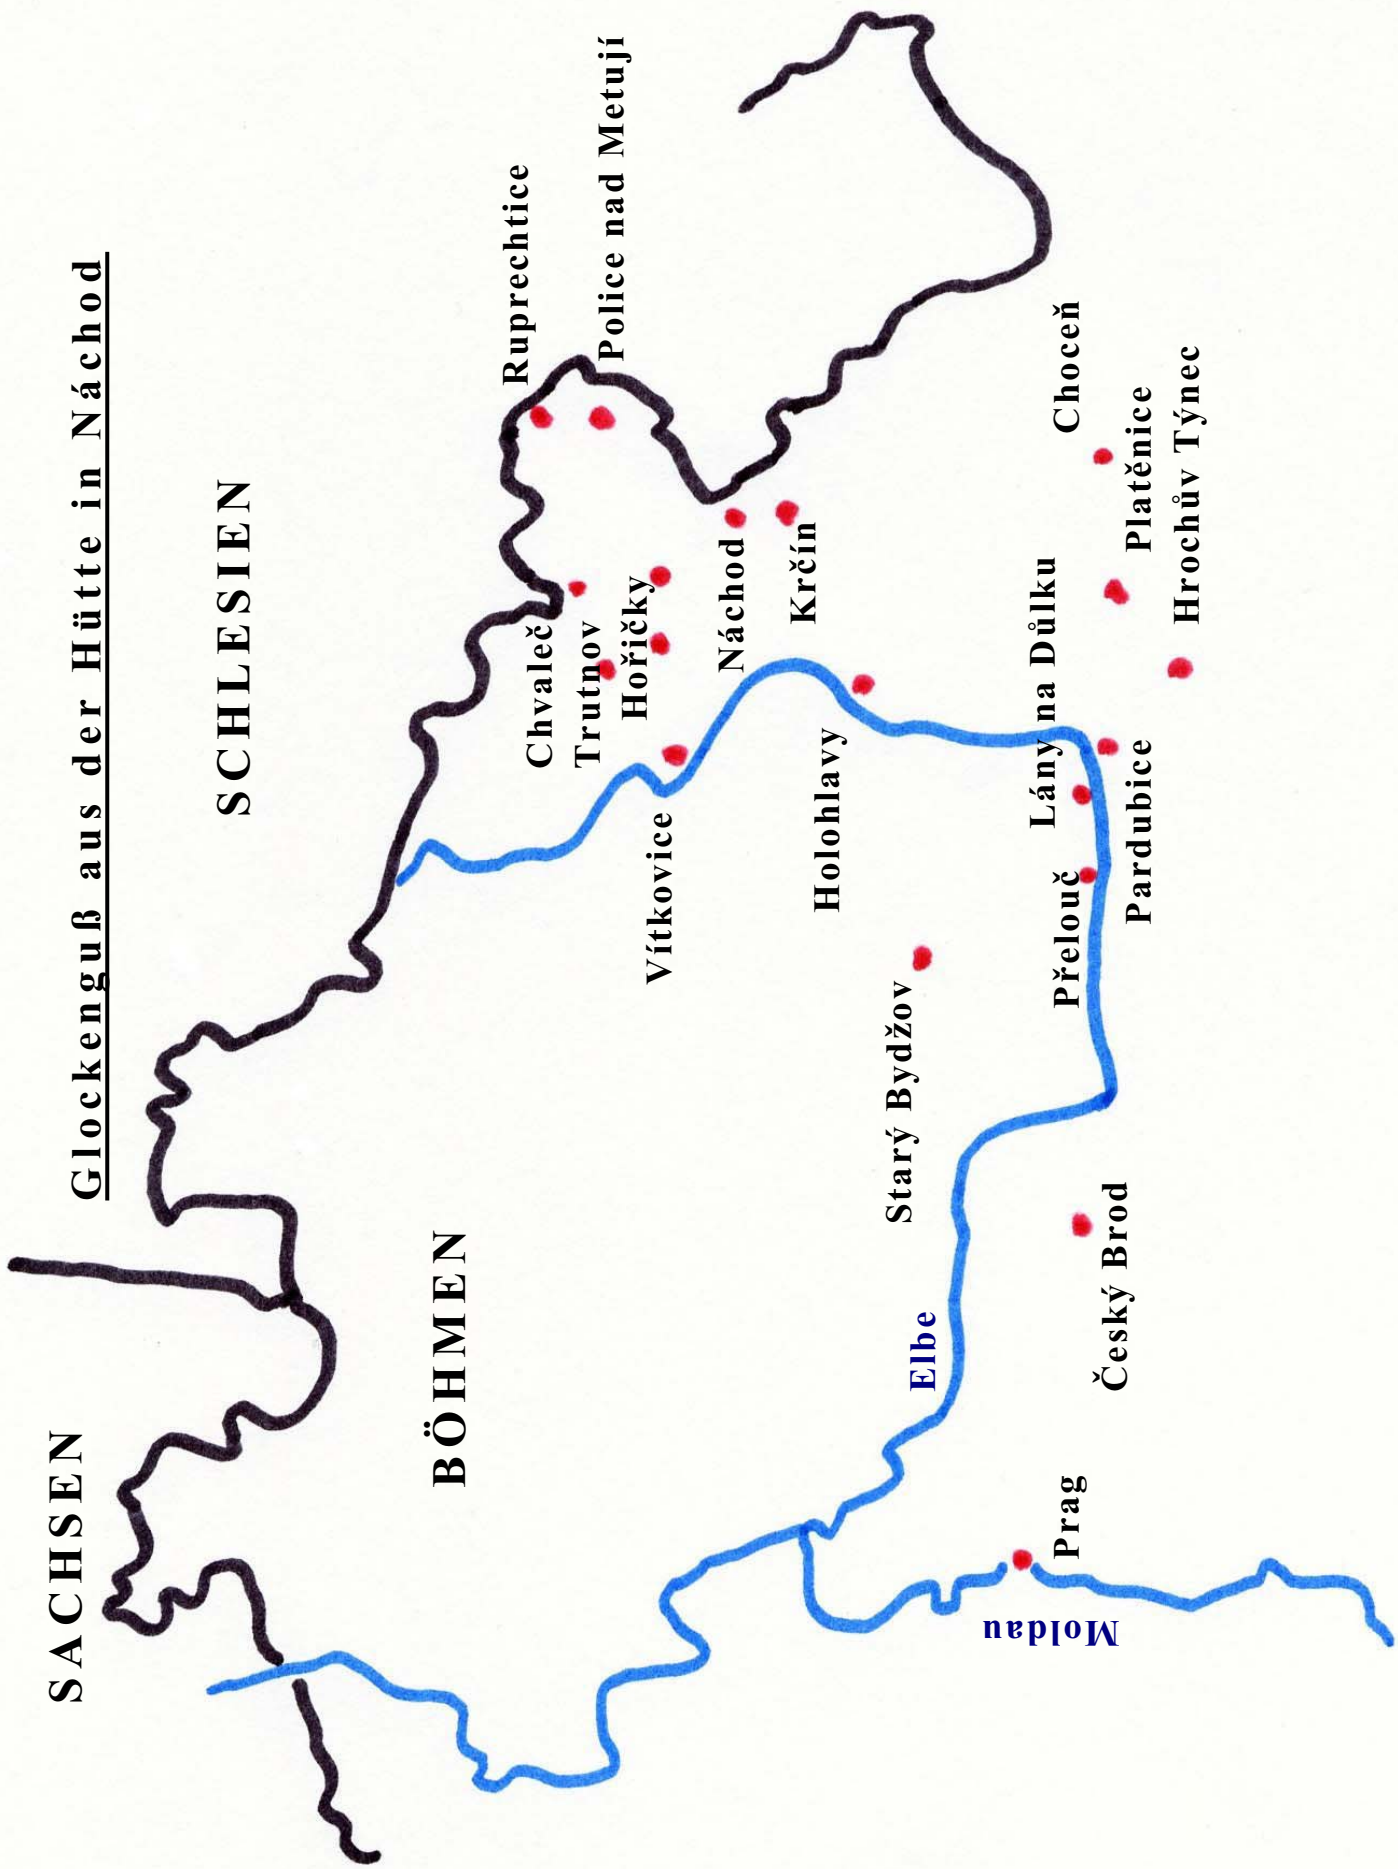 Glockenguß aus der Hütte in Náchod
SACHSEN
SCHLESIEN
BÖHMEN
Ruprechtice
Police nad Metují
Chvaleč
Trutnov
Hořičky
Vítkovice
Náchod
Krčín
Holohlavy
Starý Bydžov
Elbe
Lány na Důlku
Choceň
Přelouč
Prag
Moldau
Český Brod
Pardubice
Platěnice
Hrochův Týnec